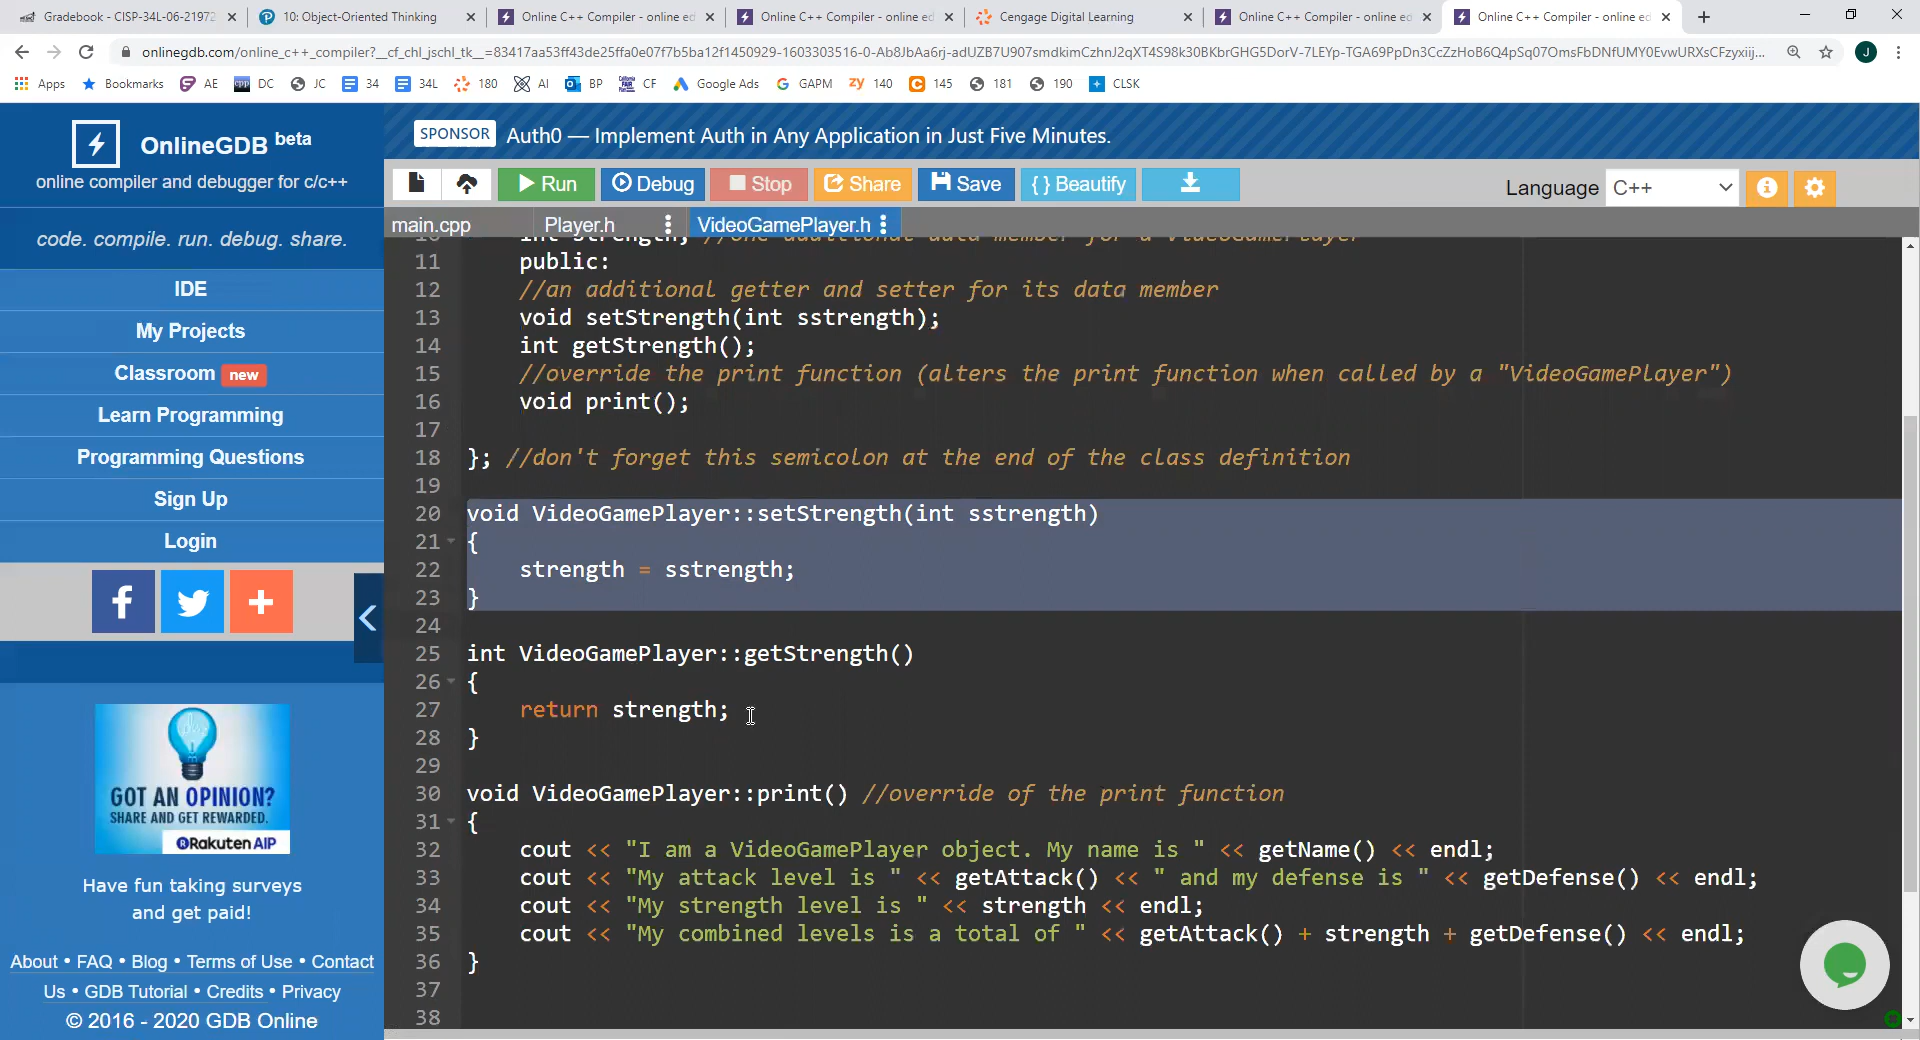 Gradebook - CISP-34L-06-21972
10: Object-Oriented Thinking
Online C++ Compiler - online ed
Online C++ Compiler - online ed
Cengage Digital Learning
Online C++ Compiler - online ed
Online C++ Compiler - online ed
Apps Bookmarks AE DC JC 34 34L 180 AI BP CF Google Ads GAPM 140 145 181 190 CLSK
OnlineGDB beta
online compiler and debugger for c/c++
code. compile. run. debug. share.
IDE
My Projects
Classroom new
Learn Programming
Programming Questions
Sign Up
Login
GOT AN OPINION?
SHARE AND GET REWARDED.
Rakuten AIP
Have fun taking surveys
and get paid!
About • FAQ • Blog • Terms of Use • Contact
Us • GDB Tutorial • Credits • Privacy
© 2016 - 2020 GDB Online
SPONSOR Auth0 — Implement Auth in Any Application in Just Five Minutes.
Run Debug Stop Share Save { } Beautify
Language C++
main.cpp Player.h VideoGamePlayer.h
10 int strength; //one additional data member for a VideoGamePlayer
11 public:
12 //an additional getter and setter for its data member
13 void setStrength(int sstrength);
14 int getStrength();
15 //override the print function (alters the print function when called by a "VideoGamePlayer")
16 void print();
17
18 }; //don't forget this semicolon at the end of the class definition
19
20 void VideoGamePlayer::setStrength(int sstrength)
21 {
22 strength = sstrength;
23 }
24
25 int VideoGamePlayer::getStrength()
26 {
27 return strength;
28 }
29
30 void VideoGamePlayer::print() //override of the print function
31 {
32 cout << "I am a VideoGamePlayer object. My name is " << getName() << endl;
33 cout << "My attack level is " << getAttack() << " and my defense is " << getDefense() << endl;
34 cout << "My strength level is " << strength << endl;
35 cout << "My combined levels is a total of " << getAttack() + strength + getDefense() << endl;
36 }
37
38